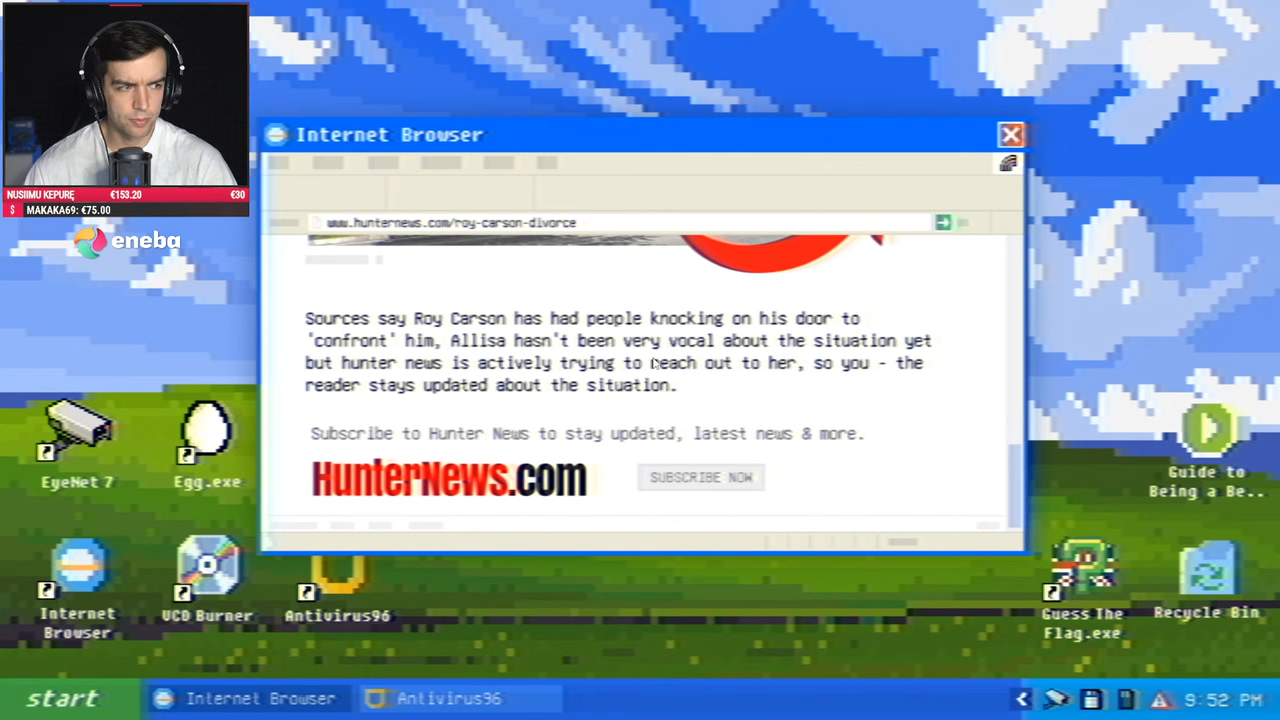 NUSIIMU KEPURĘ €153.20 €30
$ MAKAKA69: €75.00
eneba
Internet Browser
www.hunternews.com/roy-carson-divorce
Sources say Roy Carson has had people knocking on his door to
'confront' him, Allisa hasn't been very vocal about the situation yet
but hunter news is actively trying to reach out to her, so you - the
reader stays updated about the situation.
Subscribe to Hunter News to stay updated, latest news & more.
HunterNews.com
SUBSCRIBE NOW
EyeNet 7
Egg.exe
Guide to
Being a Be..
Internet
Browser
VCD Burner
Antivirus96
Guess The
Flag.exe
Recycle Bin
start
Internet Browser
Antivirus96
9:52 PM